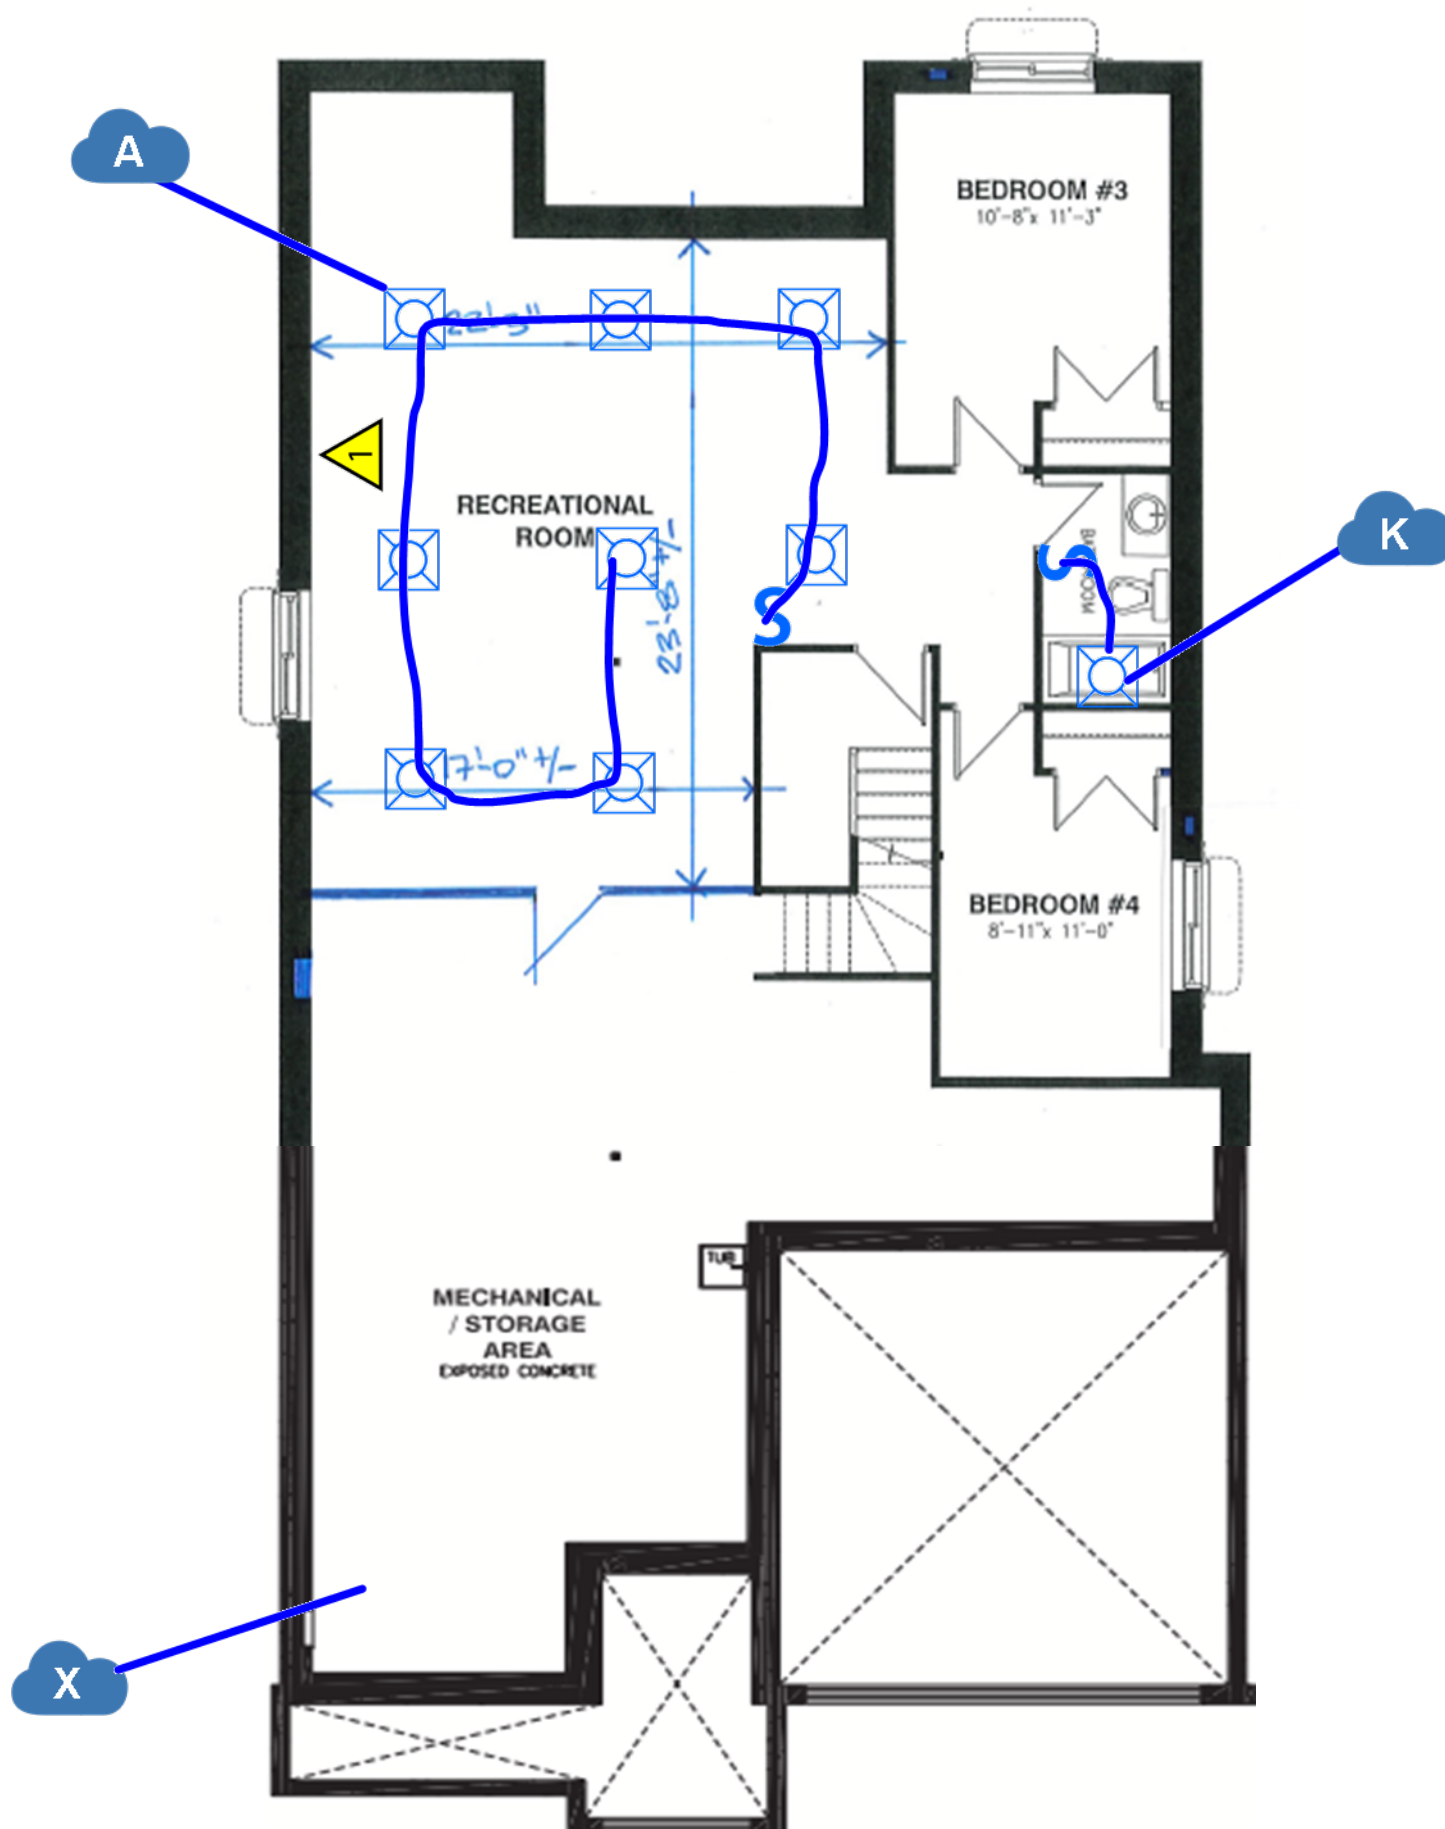 A
BEDROOM #3
10'-8"x 11'-3"
22'-3"
1
RECREATIONAL
ROOM
23'-8" +/-
S
S
BATHROOM
K
17'-0" +/-
BEDROOM #4
8'-11"x 11'-0"
TUB
MECHANICAL
/ STORAGE
AREA
EXPOSED CONCRETE
X